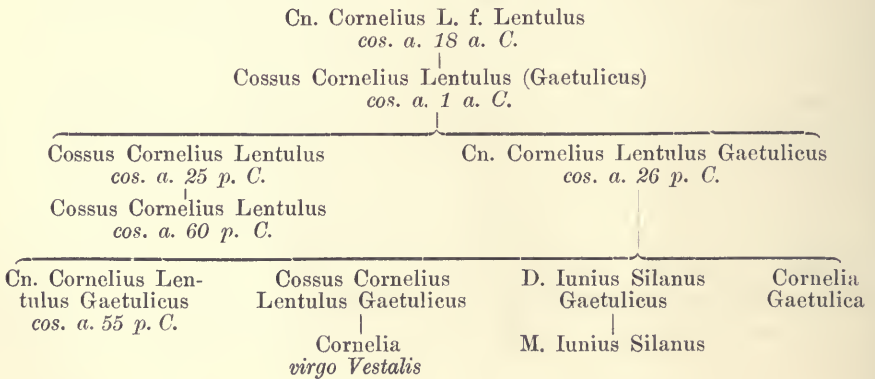 Cn. Cornelius L. f. Lentulus
cos. a. 18 a. C.
Cossus Cornelius Lentulus (Gaetulicus)
cos. a. 1 a. C.
Cossus Cornelius Lentulus
cos. a. 25 p. C.
Cossus Cornelius Lentulus
cos. a. 60 p. C.
Cn. Cornelius Lentulus Gaetulicus
cos. a. 26 p. C.
Cn. Cornelius Len-
tulus Gaetulicus
cos. a. 55 p. C.
Cossus Cornelius
Lentulus Gaetulicus
Cornelia
virgo Vestalis
D. Iunius Silanus
Gaetulicus
M. Iunius Silanus
Cornelia
Gaetulica